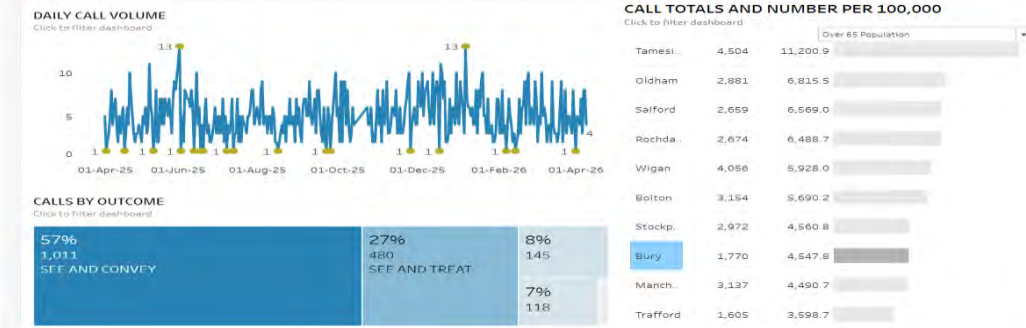 DAILY CALL VOLUME
Click to filter dashboard
13
13
10
5
0
1
1
1
1
1
1
1
1
1
1
4
01-Apr-25
01-Jun-25
01-Aug-25
01-Oct-25
01-Dec-25
01-Feb-26
01-Apr-26
CALLS BY OUTCOME
Click to filter dashboard
57%
1,011
SEE AND CONVEY
27%
480
SEE AND TREAT
8%
145
7%
118
CALL TOTALS AND NUMBER PER 100,000
Click to filter dashboard
Over 65 Population
Tamesi.. 4,504 11,200.9
Oldham 2,881 6,815.5
Salford 2,659 6,569.0
Rochda.. 2,674 6,488.7
Wigan 4,056 5,928.0
Bolton 3,154 5,690.2
Stockp.. 2,972 4,560.8
Bury 1,770 4,547.8
Manch.. 3,137 4,490.7
Trafford 1,605 3,598.7